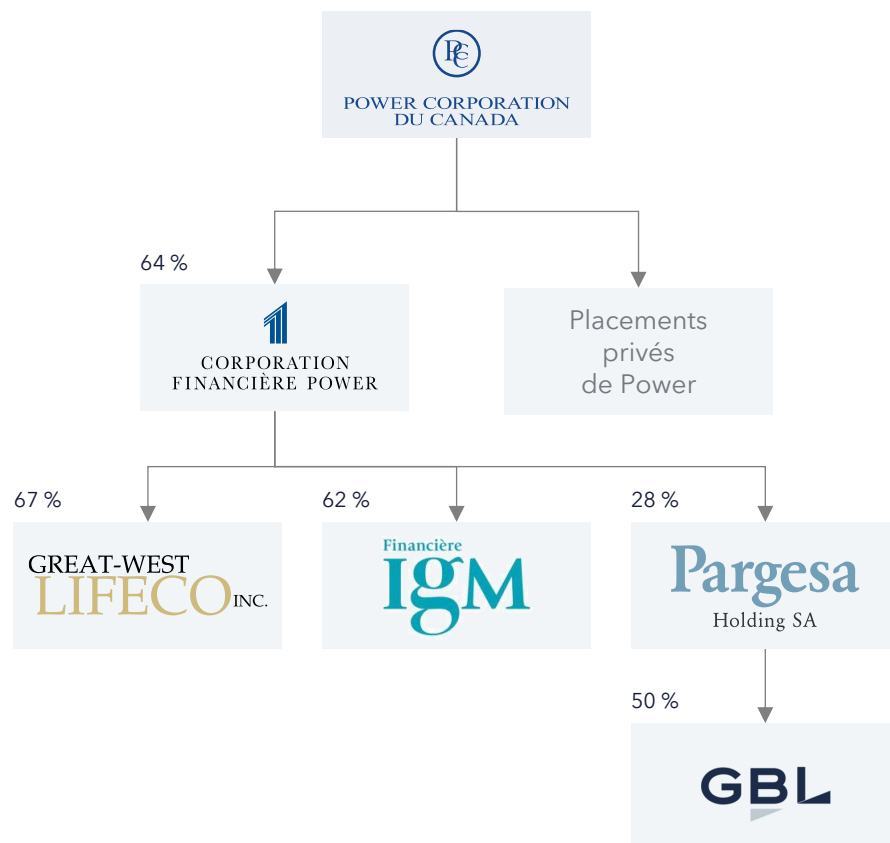 PCC
POWER CORPORATION
DU CANADA
64 %
CORPORATION
FINANCIÈRE POWER
Placements
privés
de Power
67 %
GREAT-WEST
LIFECO INC.
62 %
Financière
IgM
28 %
Pargesa
Holding SA
50 %
GBL